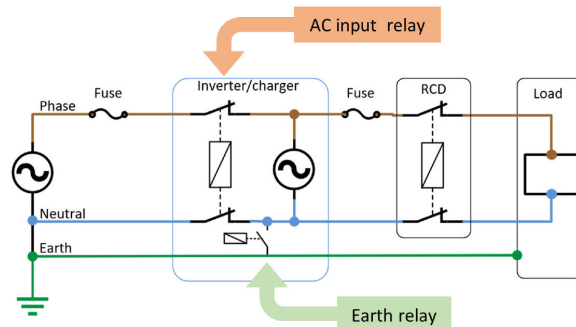 AC input relay
Fuse
Inverter/charger
Fuse
RCD
Load
Phase
Neutral
Earth
Earth relay